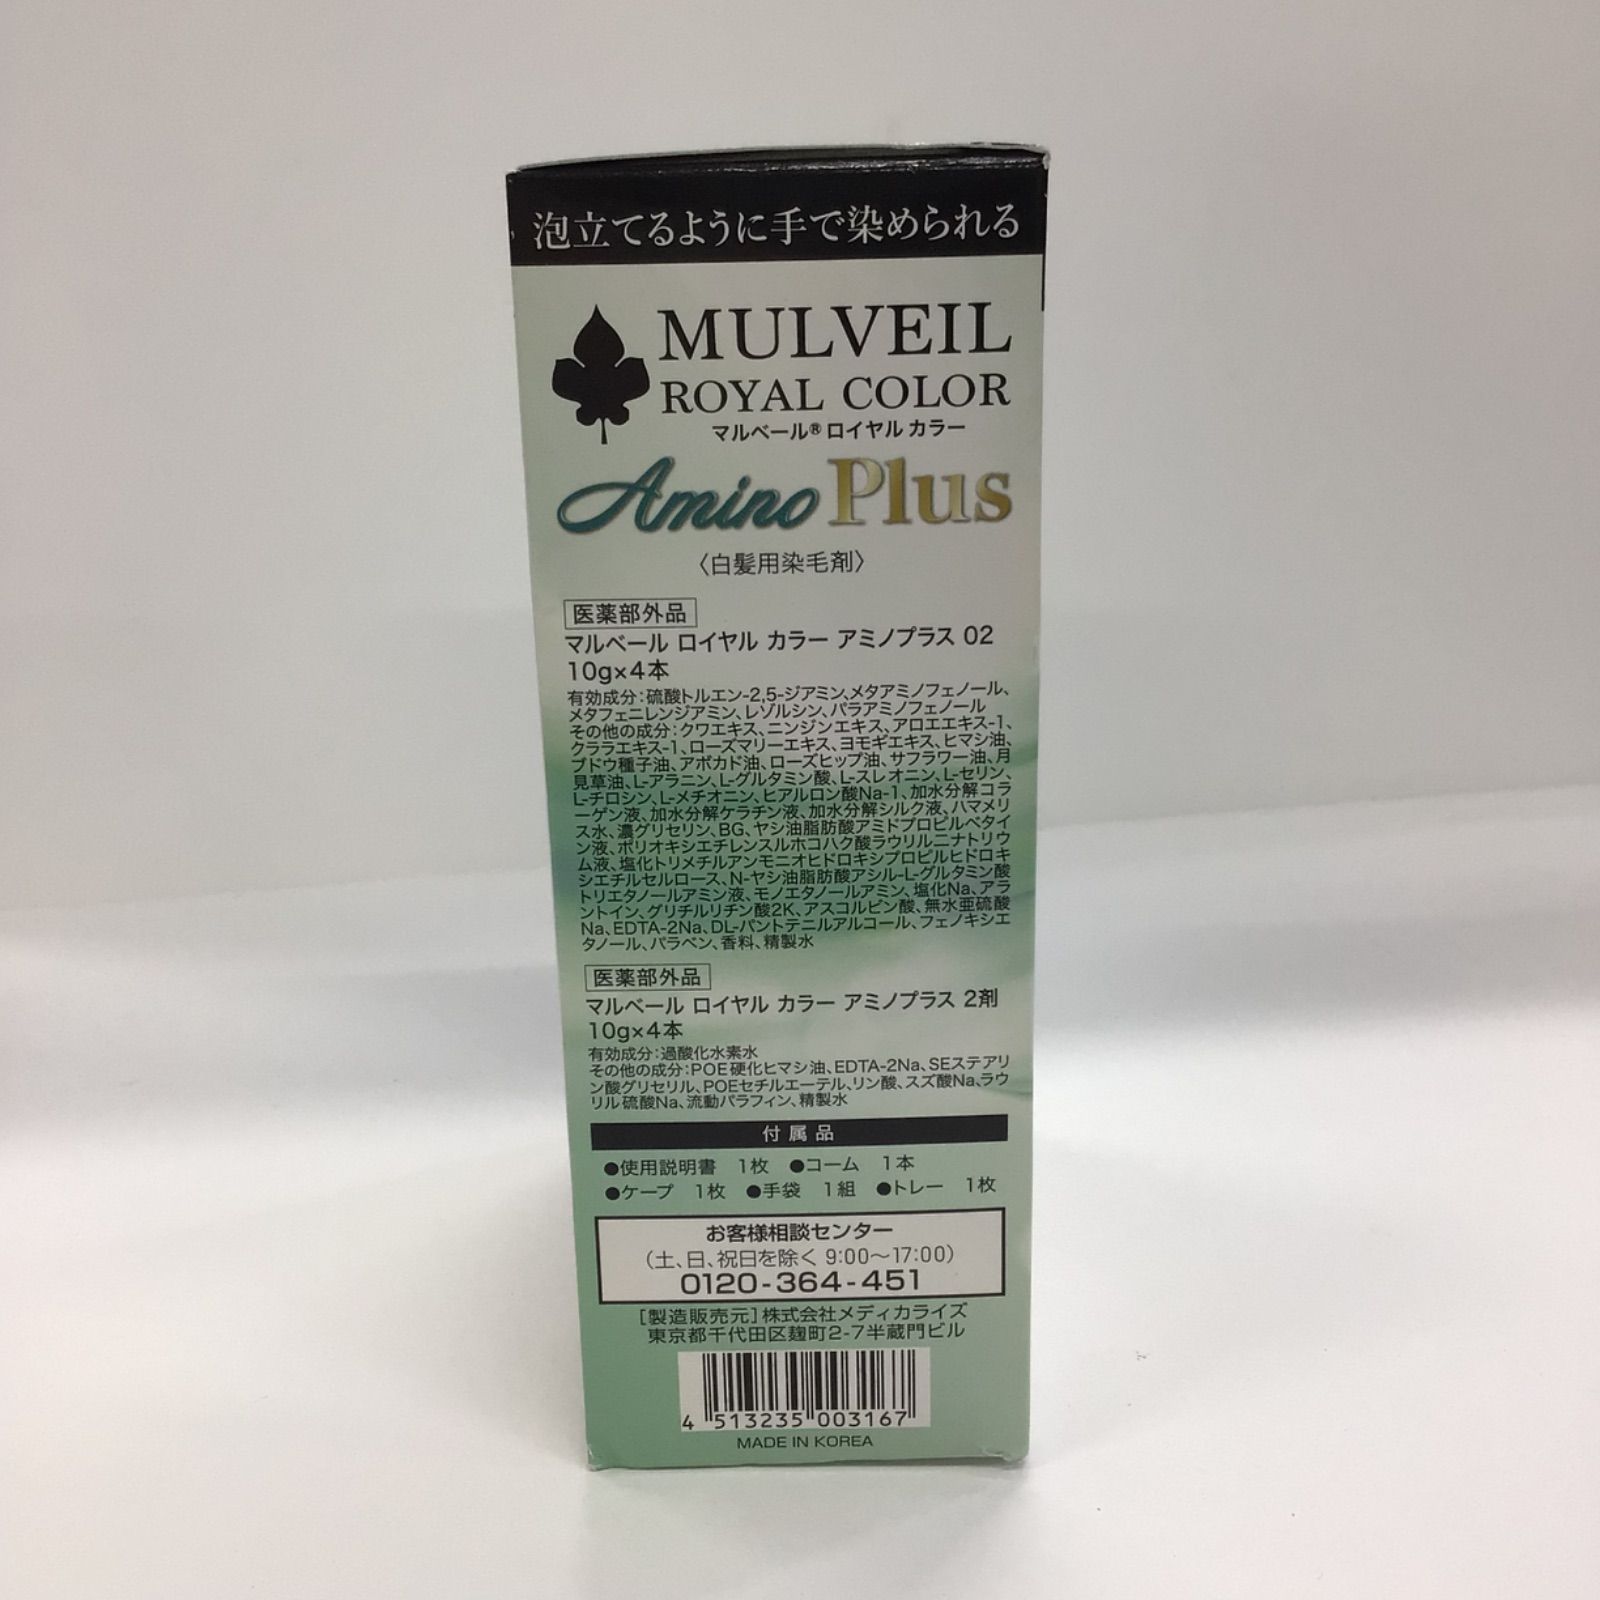 泡立てるように手で染められる
MULVEIL
ROYAL COLOR
マルベール® ロイヤル カラー
Amino Plus
〈白髪用染毛剤〉
医薬部外品
マルベール ロイヤル カラー アミノプラス 02
10g×4本
有効成分:硫酸トルエン-2,5-ジアミン、メタアミノフェノール、
メタフェニレンジアミン、レゾルシン、パラアミノフェノール
その他の成分:クワエキス、ニンジンエキス、アロエエキス-1、
クララエキス-1、ローズマリーエキス、ヨモギエキス、ヒマシ油、
ブドウ種子油、アボカド油、ローズヒップ油、サフラワー油、月
見草油、L-アラニン、L-グルタミン酸、L-スレオニン、L-セリン、
L-チロシン、L-メチオニン、ヒアルロン酸Na-1、加水分解コラ
ーゲン液、加水分解ケラチン液、加水分解シルク液、ハマメリ
ス水、濃グリセリン、BG、ヤシ油脂肪酸アミドプロピルベタイ
ン液、ポリオキシエチレンスルホコハク酸ラウリル二ナトリウ
ム液、塩化トリメチルアンモニオヒドロキシプロピルヒドロキ
シエチルセルロース、N-ヤシ油脂肪酸アシル-L-グルタミン酸
トリエタノールアミン液、モノエタノールアミン、塩化Na、アラ
ントイン、グリチルリチン酸2K、アスコルビン酸、無水亜硫酸
Na、EDTA-2Na、DL-パントテニルアルコール、フェノキシエ
タノール、パラベン、香料、精製水
医薬部外品
マルベール ロイヤル カラー アミノプラス 2剤
10g×4本
有効成分:過酸化水素水
その他の成分:POE硬化ヒマシ油、EDTA-2Na、SEステアリ
ン酸グリセリル、POEセチルエーテル、リン酸、スズ酸Na、ラウ
リル硫酸Na、流動パラフィン、精製水
付属品
●使用説明書 1枚 ●コーム 1本
●ケープ 1枚 ●手袋 1組 ●トレー 1枚
お客様相談センター
(土、日、祝日を除く 9:00〜17:00)
0120-364-451
[製造販売元]株式会社メディカライズ
東京都千代田区麹町2-7半蔵門ビル
4 513235 003167
MADE IN KOREA